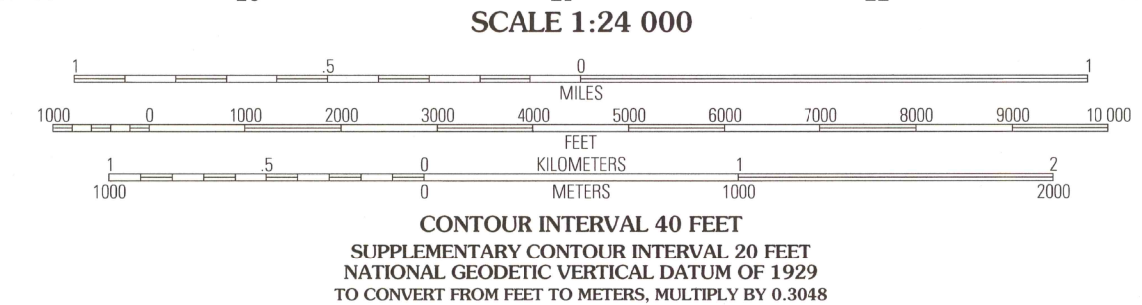 SCALE 1:24 000
1 .5 0 1
MILES
1000 0 1000 2000 3000 4000 5000 6000 7000 8000 9000 10 000
FEET
1 .5 0 KILOMETERS 1 2
1000 0 METERS 1000 2000
CONTOUR INTERVAL 40 FEET
SUPPLEMENTARY CONTOUR INTERVAL 20 FEET
NATIONAL GEODETIC VERTICAL DATUM OF 1929
TO CONVERT FROM FEET TO METERS, MULTIPLY BY 0.3048